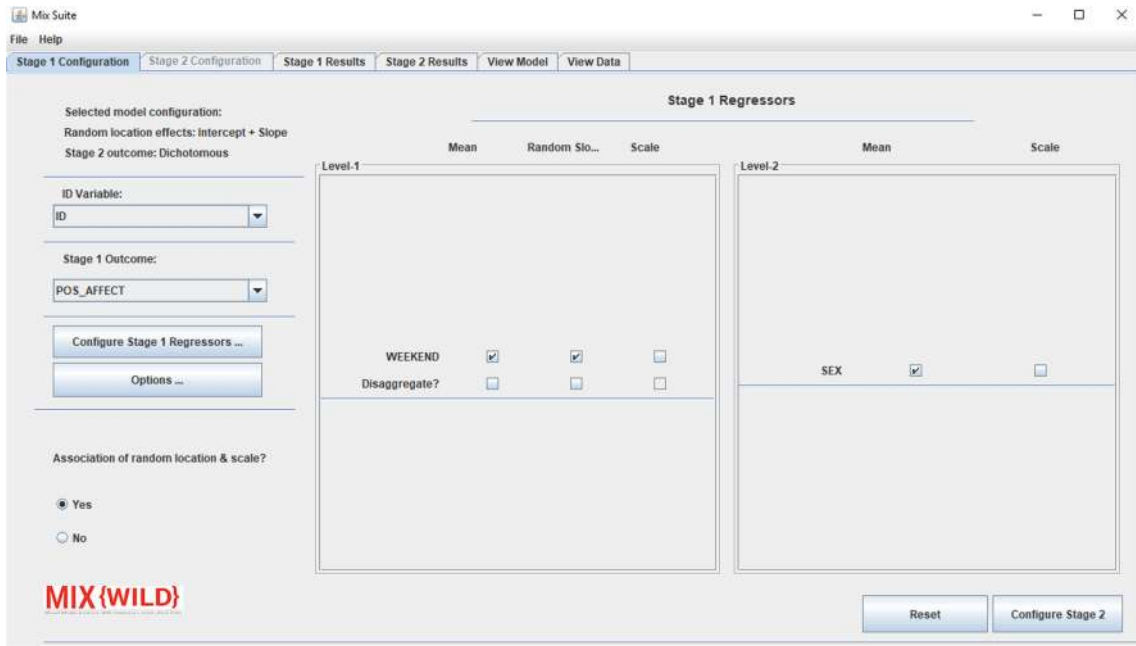 Mix Suite
File Help
Stage 1 Configuration Stage 2 Configuration Stage 1 Results Stage 2 Results View Model View Data
Selected model configuration:
Random location effects: Intercept + Slope
Stage 2 outcome: Dichotomous
ID Variable:
ID
Stage 1 Outcome:
POS_AFFECT
Configure Stage 1 Regressors ...
Options ...
Association of random location & scale?
Yes
No
MIX {WILD}
Stage 1 Regressors
Mean Random Slo... Scale
Level-1
WEEKEND
Disaggregate?
Mean Scale
Level-2
SEX
Reset Configure Stage 2